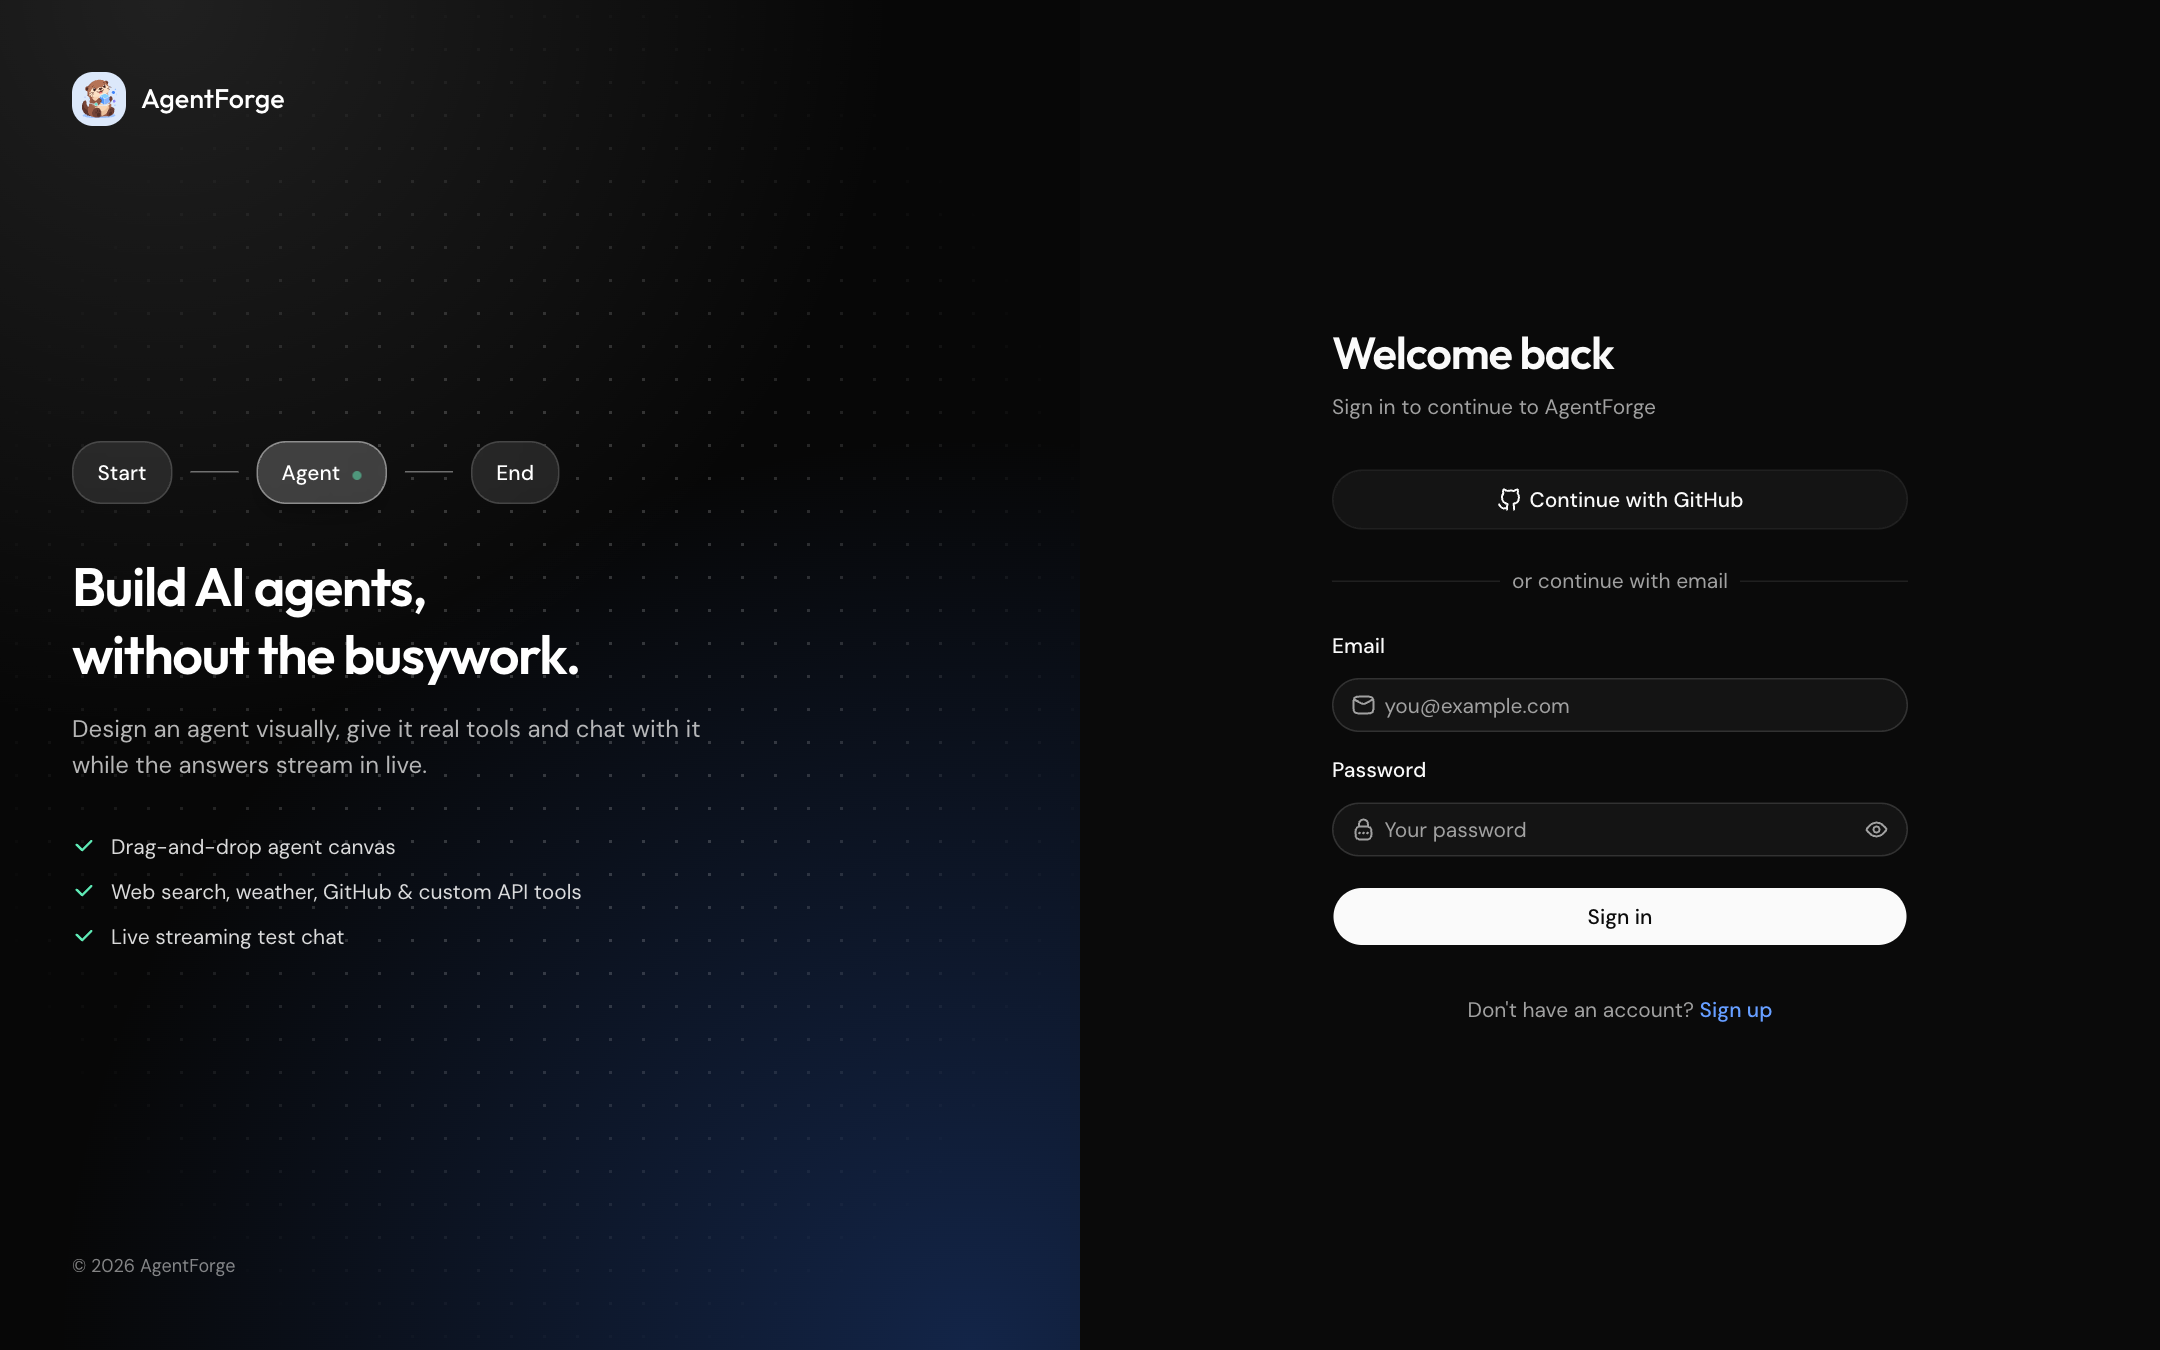 AgentForge
Start
Agent
End
Build AI agents,
without the busywork.
Design an agent visually, give it real tools and chat with it
while the answers stream in live.
Drag-and-drop agent canvas
Web search, weather, GitHub & custom API tools
Live streaming test chat
© 2026 AgentForge
Welcome back
Sign in to continue to AgentForge
Continue with GitHub
or continue with email
Email
you@example.com
Password
Your password
Sign in
Don't have an account? Sign up